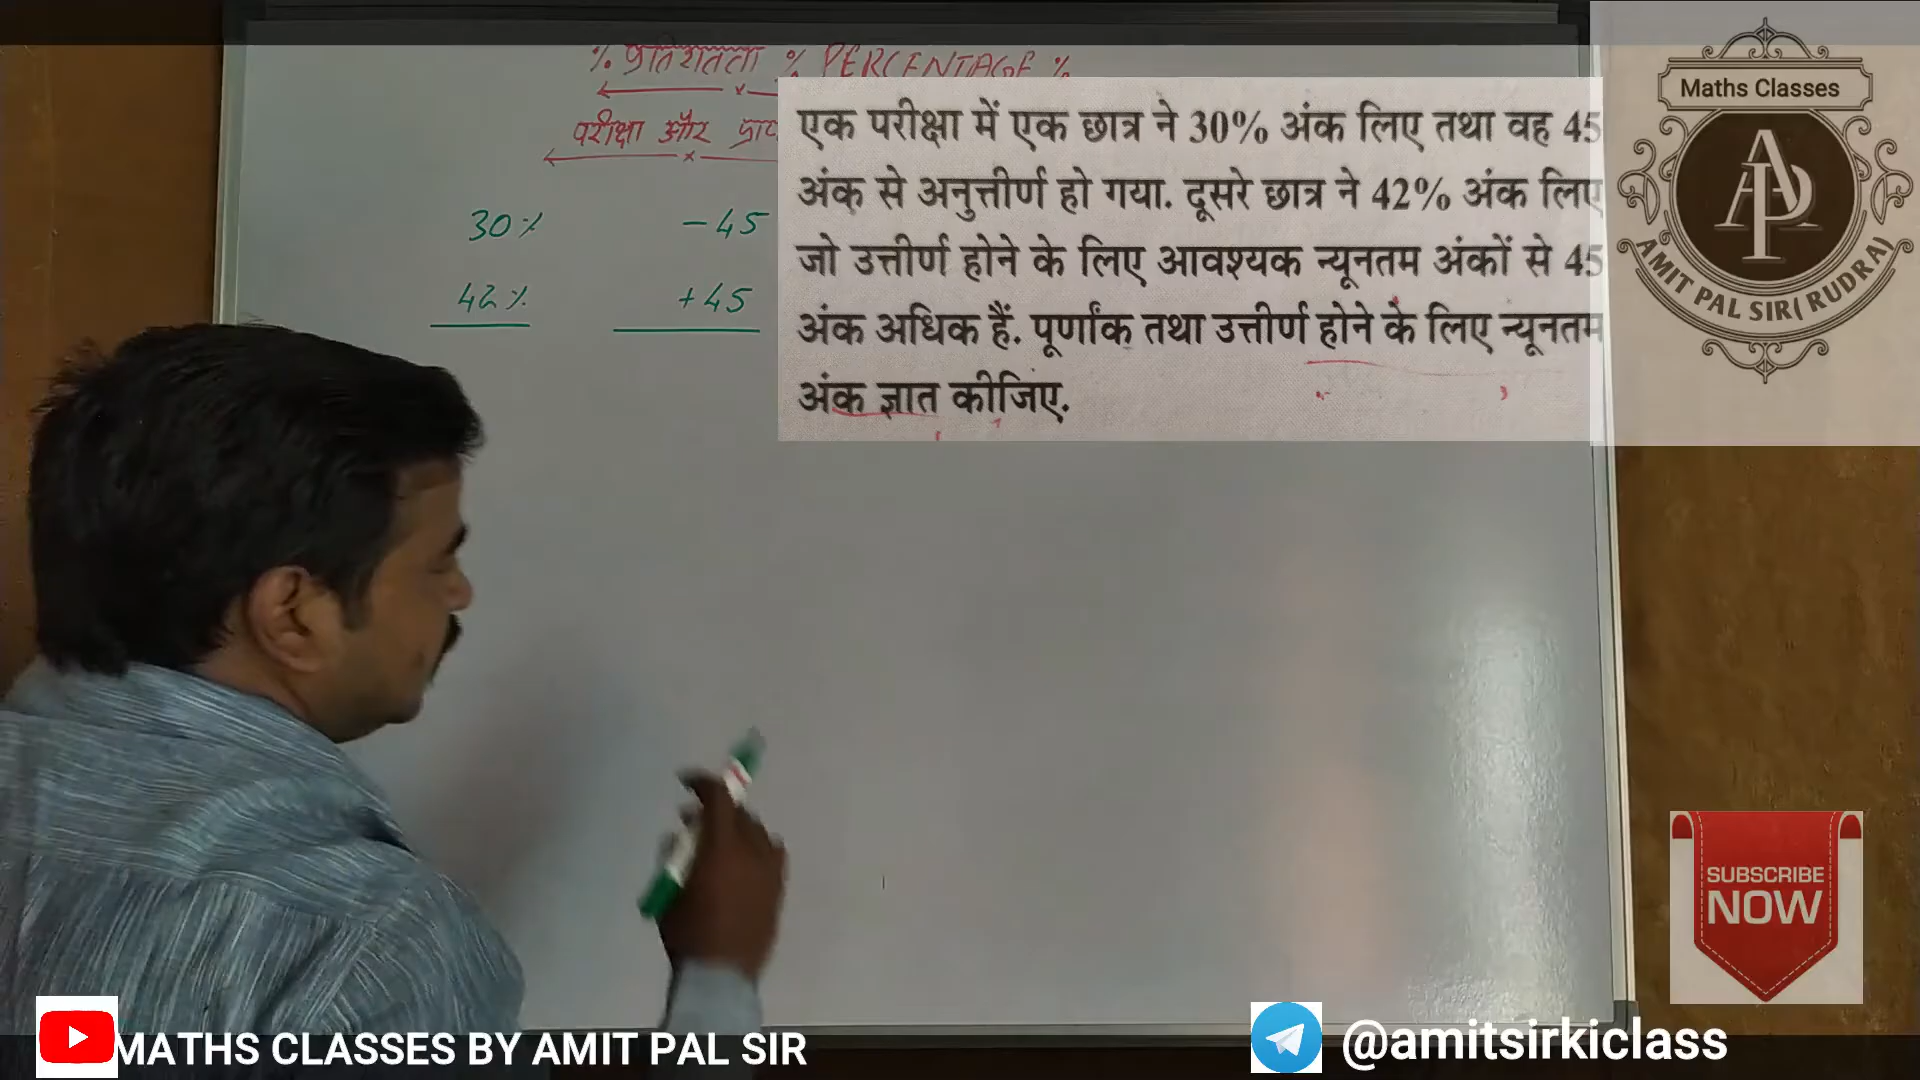 % प्रतिशतता % PERCENTAGE %
परीक्षा और
एक परीक्षा में एक छात्र ने 30% अंक लिए तथा वह 45
अंक से अनुत्तीर्ण हो गया. दूसरे छात्र ने 42% अंक लिए
जो उत्तीर्ण होने के लिए आवश्यक न्यूनतम अंकों से 45
अंक अधिक हैं. पूर्णांक तथा उत्तीर्ण होने के लिए न्यूनतम
अंक ज्ञात कीजिए.
30% -45
42% +45
Maths Classes
AP
AMIT PAL SIR(RUDRA)
SUBSCRIBE
NOW
MATHS CLASSES BY AMIT PAL SIR
@amitsirkiclass